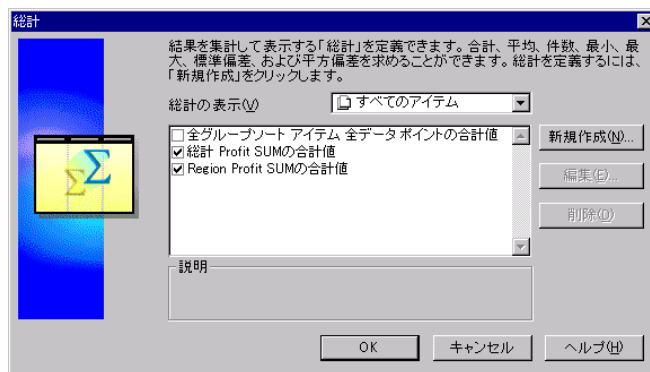 総計
結果を集計して表示する「総計」を定義できます。合計、平均、件数、最小、最
大、標準偏差、および平方偏差を求めることができます。総計を定義するには、
「新規作成」をクリックします。
総計の表示(V)
すべてのアイテム
全グループソート アイテム 全データ ポイントの合計値
総計 Profit SUMの合計値
Region Profit SUMの合計値
新規作成(N)...
編集(E)...
削除(D)
説明
OK
キャンセル
ヘルプ(H)